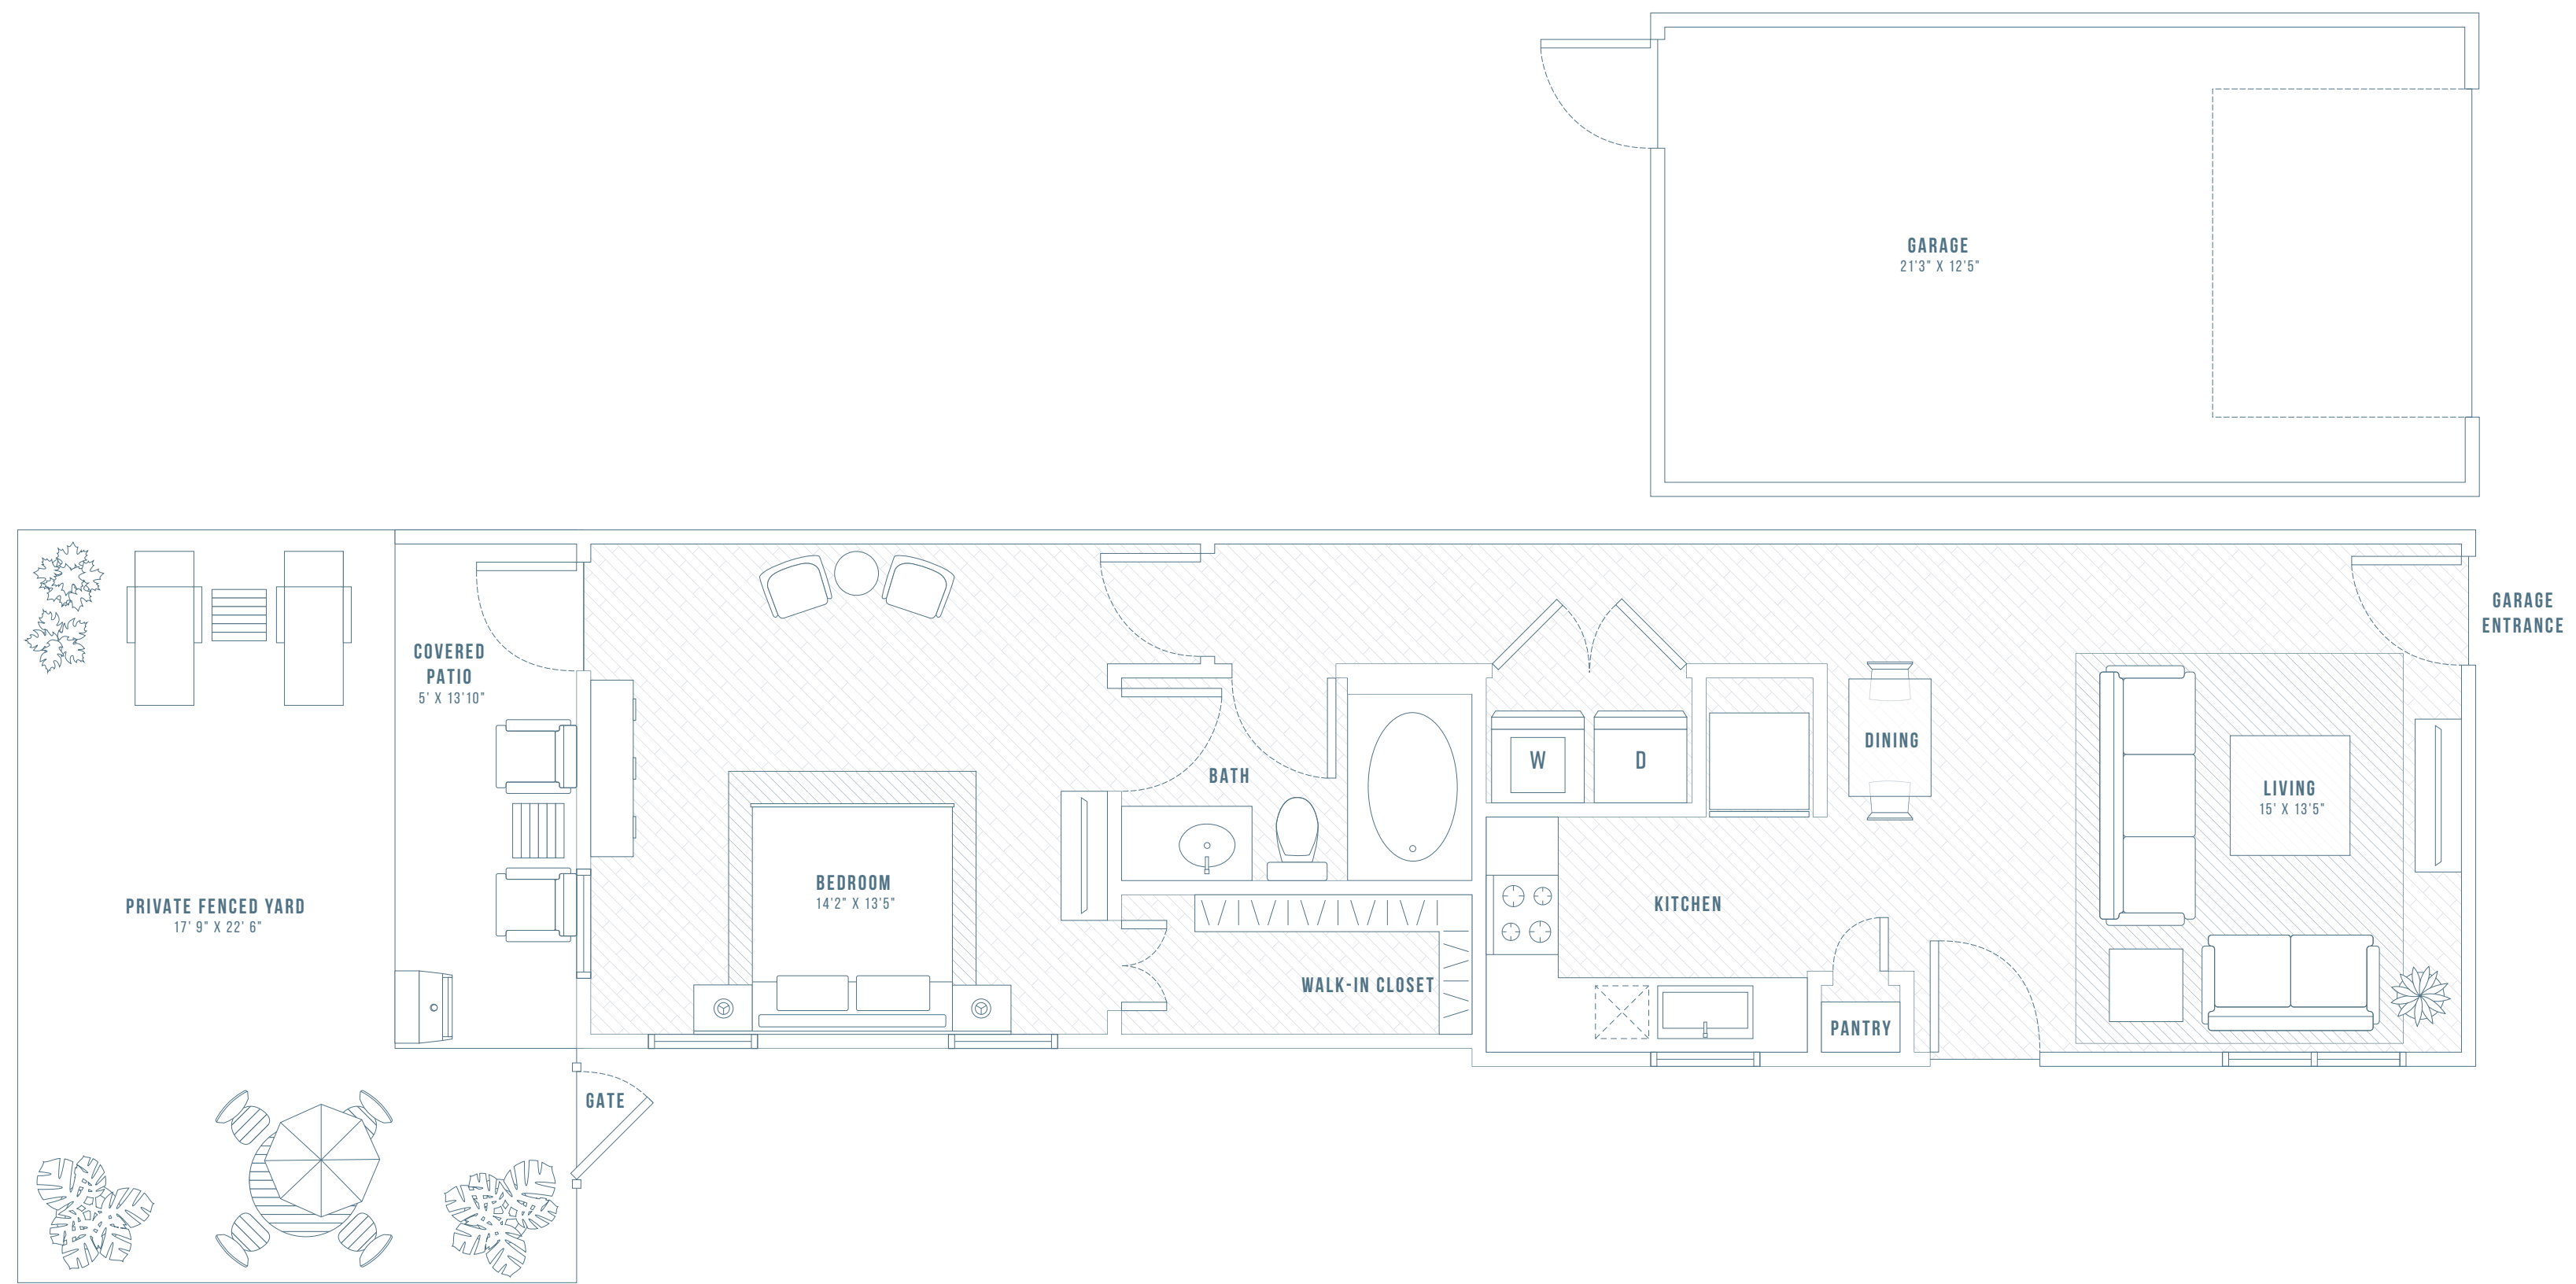 GARAGE
21'3" X 12'5"
GARAGE
ENTRANCE
COVERED
PATIO
5' X 13'10"
PRIVATE FENCED YARD
17' 9" X 22' 6"
BEDROOM
14'2" X 13'5"
BATH
WALK-IN CLOSET
W
D
KITCHEN
DINING
PANTRY
LIVING
15' X 13'5"
GATE